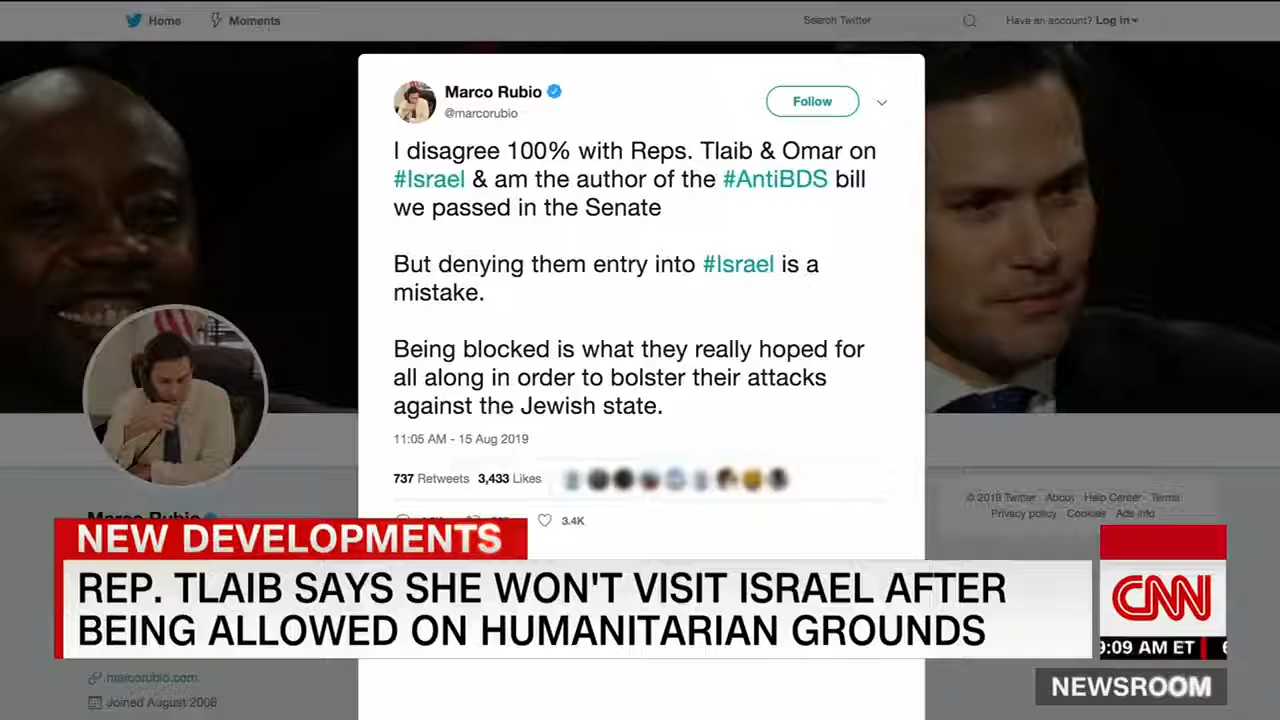 Home
Moments
Search Twitter
Have an account? Log in
Marco Rubio
@marcorubio
Follow
I disagree 100% with Reps. Tlaib & Omar on
#Israel & am the author of the #AntiBDS bill
we passed in the Senate
But denying them entry into #Israel is a
mistake.
Being blocked is what they really hoped for
all along in order to bolster their attacks
against the Jewish state.
11:05 AM - 15 Aug 2019
737 Retweets 3,433 Likes
3.4K
© 2019 Twitter About Help Center Terms
Privacy policy Cookies Ads info
Marco Rubio
NEW DEVELOPMENTS
REP. TLAIB SAYS SHE WON'T VISIT ISRAEL AFTER
BEING ALLOWED ON HUMANITARIAN GROUNDS
CNN
9:09 AM ET
NEWSROOM
marcorubio.com
Joined August 2008